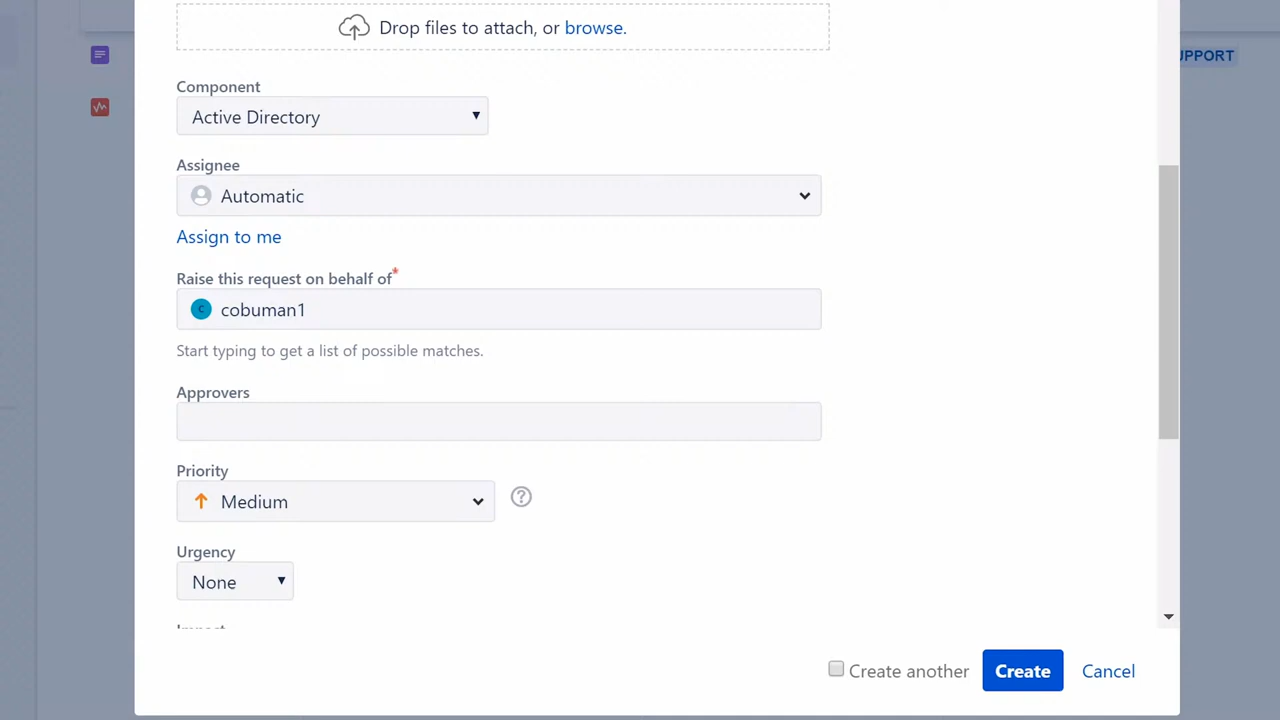 Drop files to attach, or browse.
UPPORT
Component
Active Directory
Assignee
Automatic
Assign to me
Raise this request on behalf of*
C cobuman1
Start typing to get a list of possible matches.
Approvers
Priority
Medium
Urgency
None
Create another Create Cancel